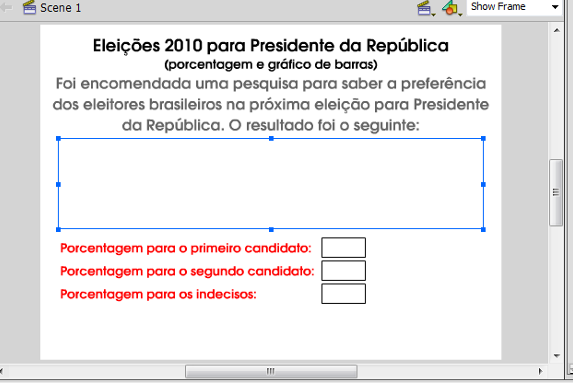 Scene 1
Show Frame
Eleições 2010 para Presidente da República
(porcentagem e gráfico de barras)
Foi encomendada uma pesquisa para saber a preferência
dos eleitores brasileiros na próxima eleição para Presidente
da República. O resultado foi o seguinte:
Porcentagem para o primeiro candidato:
Porcentagem para o segundo candidato:
Porcentagem para os indecisos: